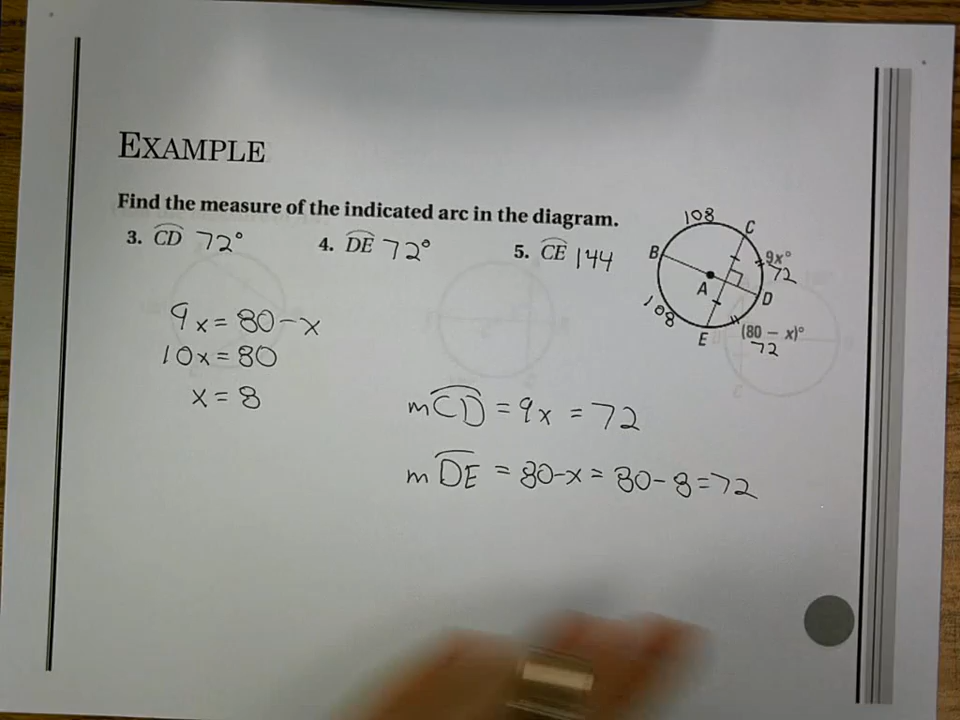 EXAMPLE
Find the measure of the indicated arc in the diagram.
3. CD 72° 4. DE 72° 5. CE 144
108
C
B
9x°
72
A
D
108
E
(80 − x)°
72
9x = 80 − x
10x = 80
x = 8
mCD = 9x = 72
mDE = 80-x = 80-8 = 72